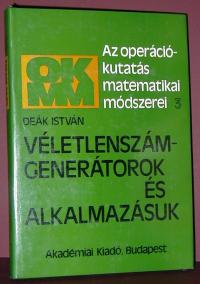 OK
MM
Az operáció-
kutatás
matematikai
módszerei 3
DEÁK ISTVÁN
VÉLETLENSZÁM-
GENERÁTOROK
ÉS
ALKALMAZÁSUK
Akadémiai Kiadó, Budapest